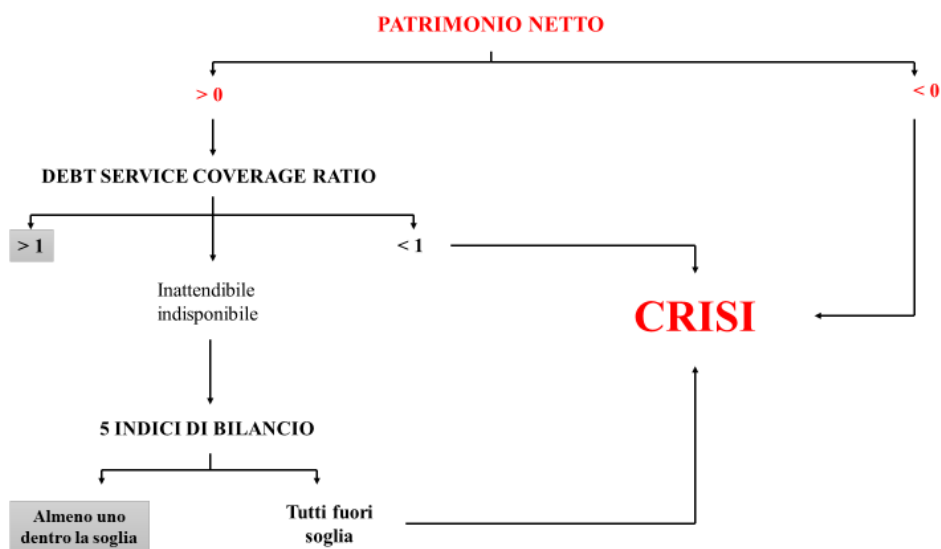 PATRIMONIO NETTO
> 0
< 0
DEBT SERVICE COVERAGE RATIO
> 1
< 1
Inattendibile
indisponibile
CRISI
5 INDICI DI BILANCIO
Almeno uno
dentro la soglia
Tutti fuori
soglia